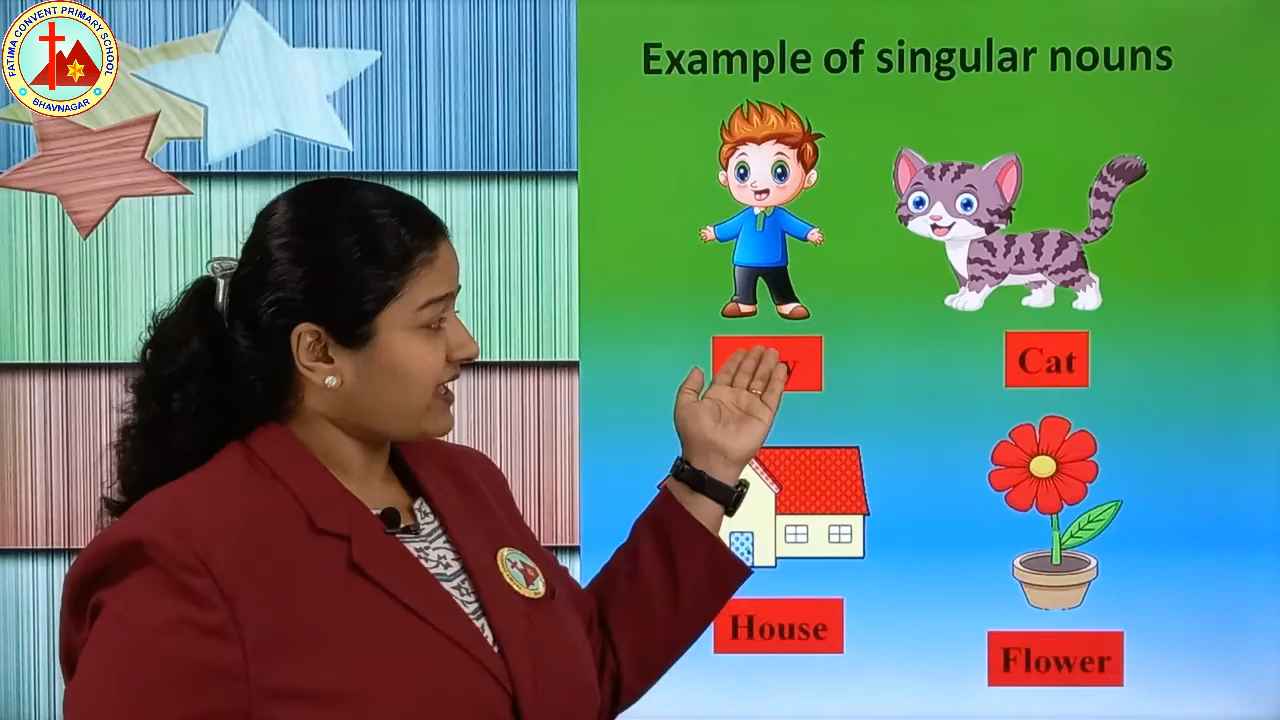 FATIMA CONVENT PRIMARY SCHOOL
BHAVNAGAR
Example of singular nouns
Cat
House
Flower